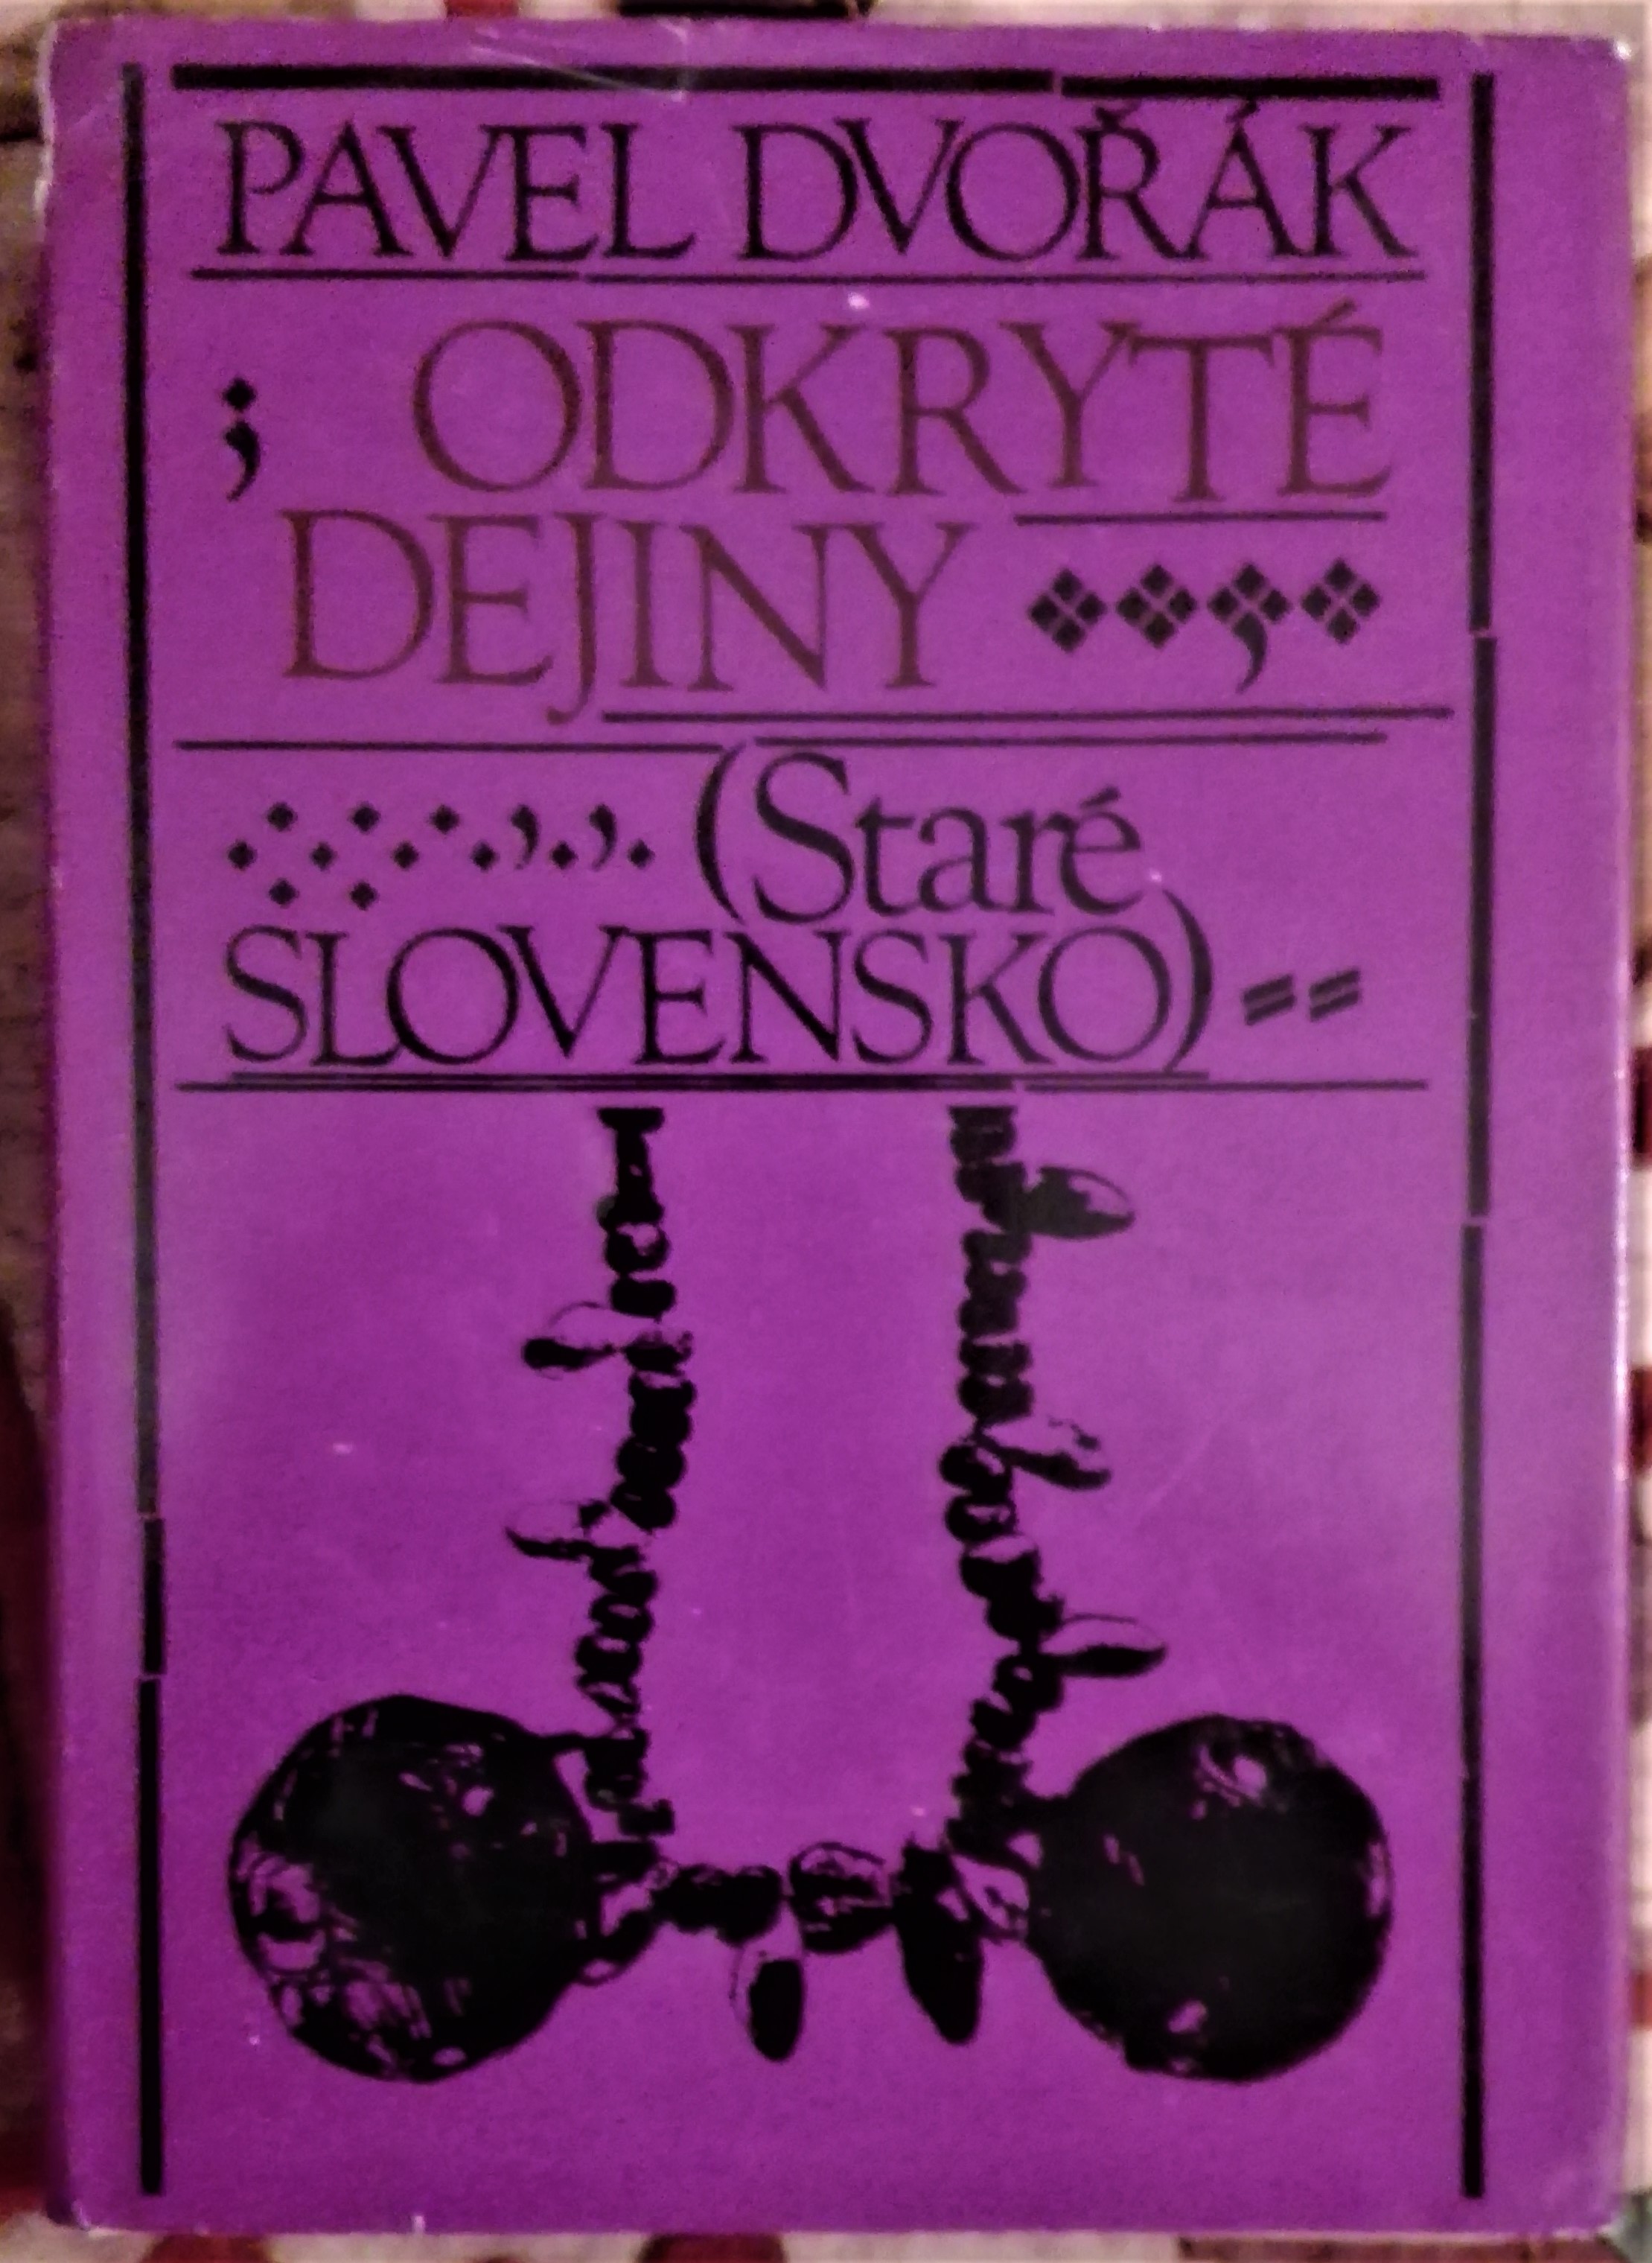 PAVEL DVOŘÁK
; ODKRYTÉ
DEJINY
(Staré
SLOVENSKO)